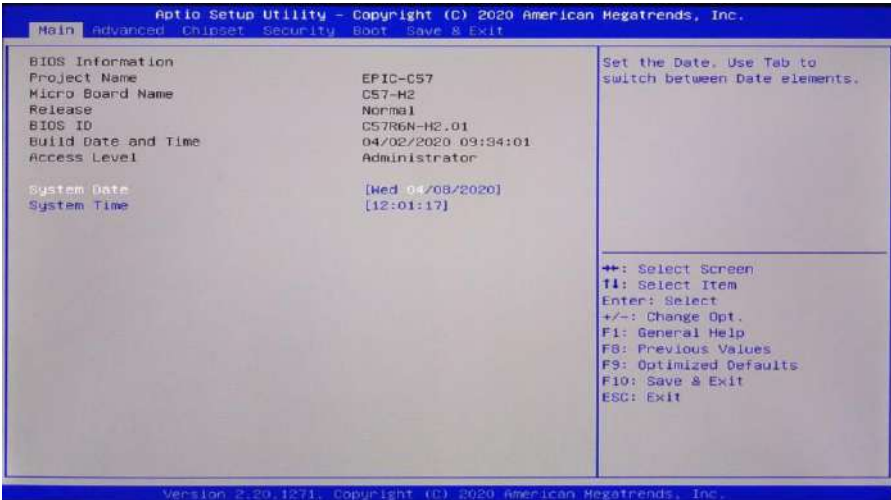 Aptio Setup Utility – Copyright (C) 2020 American Megatrends, Inc.
Main Advanced Chipset Security Boot Save & Exit
BIOS Information
Project Name EPIC-C57
Micro Board Name C57-H2
Release Normal
BIOS ID C57R6N-H2.01
Build Date and Time 04/02/2020 09:34:01
Access Level Administrator
System Date [Wed 04/08/2020]
System Time [12:01:17]
Set the Date. Use Tab to
switch between Date elements.
→←: Select Screen
↑↓: Select Item
Enter: Select
+/-: Change Opt.
F1: General Help
F8: Previous Values
F9: Optimized Defaults
F10: Save & Exit
ESC: Exit
Version 2.20.1271. Copyright (C) 2020 American Megatrends, Inc.